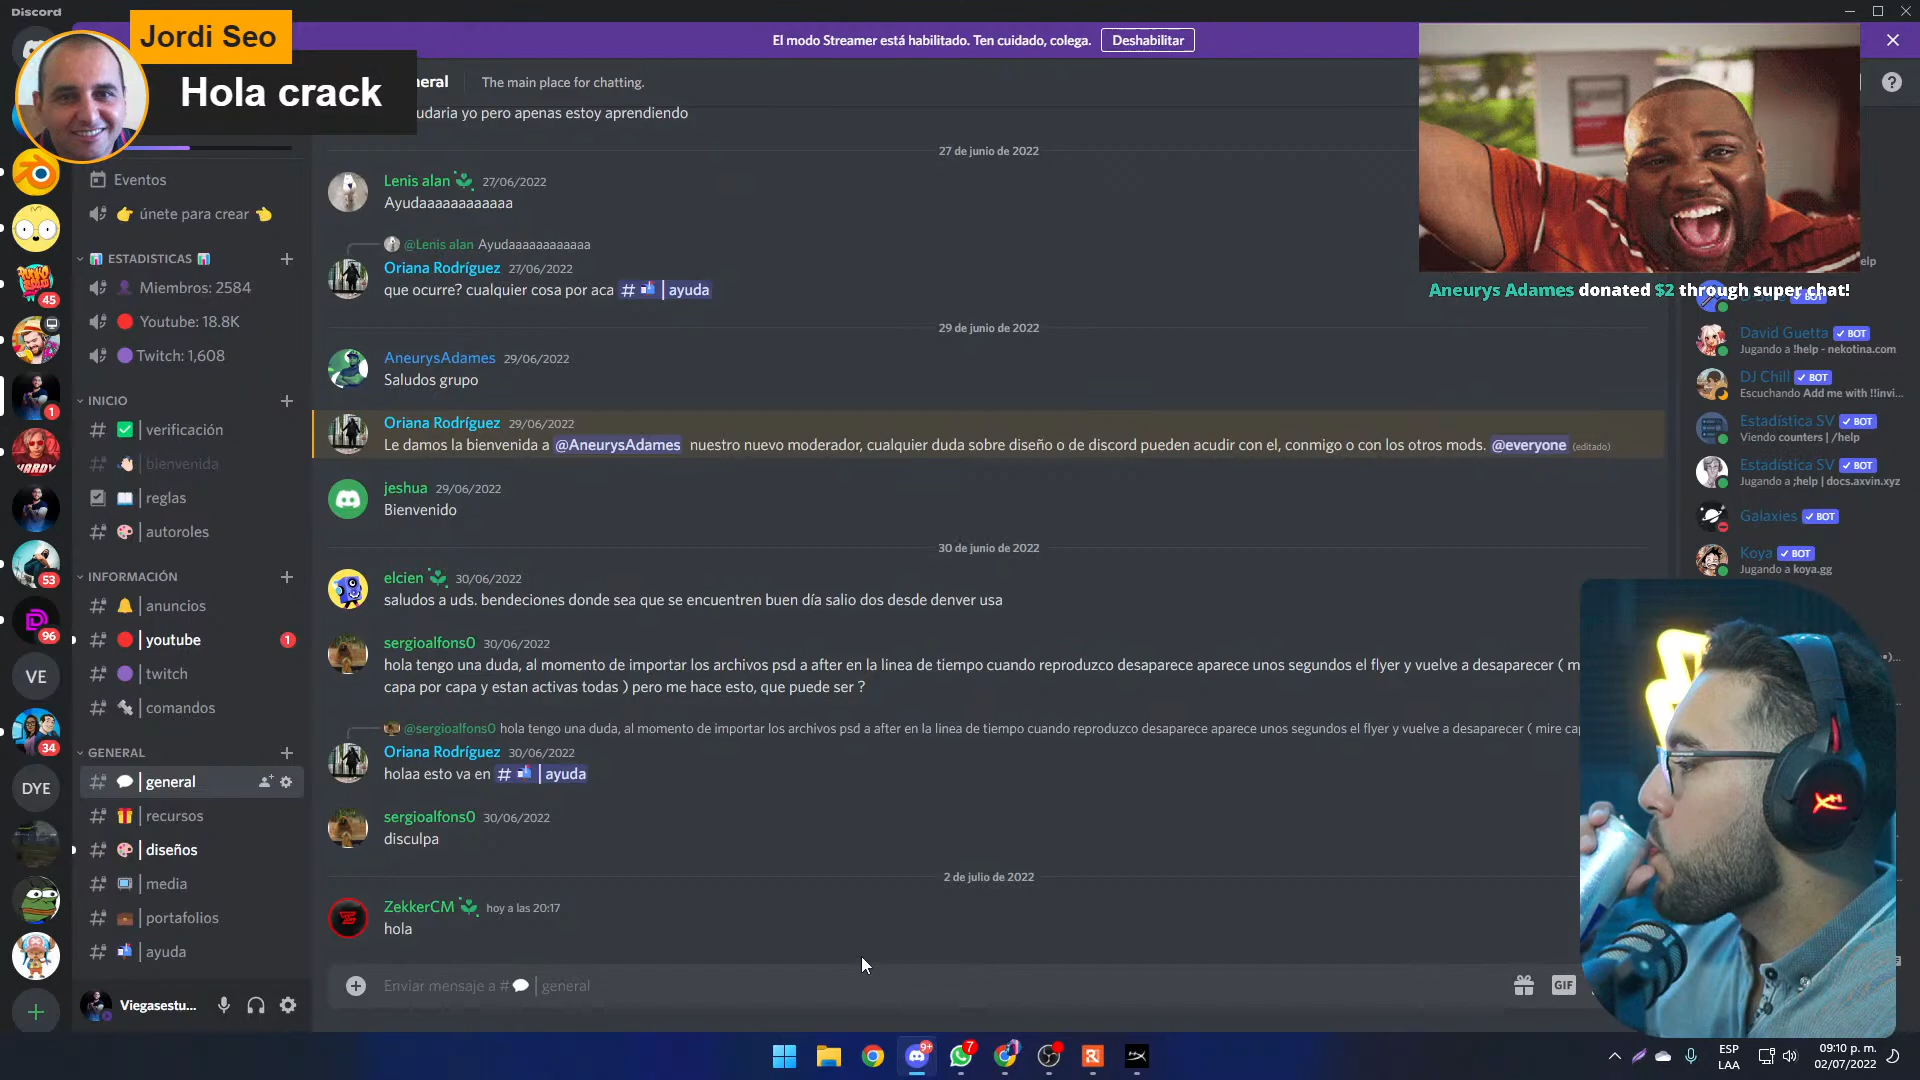 Discord
Jordi Seo
Hola crack
El modo Streamer está habilitado. Ten cuidado, colega.
Deshabilitar
eral
The main place for chatting.
udaria yo pero apenas estoy aprendiendo
Eventos
únete para crear
ESTADISTICAS
Miembros: 2584
Youtube: 18.8K
Twitch: 1,608
INICIO
verificación
bienvenida
reglas
autoroles
INFORMACIÓN
anuncios
youtube 1
twitch
comandos
GENERAL
general
recursos
diseños
media
portafolios
ayuda
Viegasestu...
45
1
HARDY
53
96
VE
34
DYE
27 de junio de 2022
Lenis alan 27/06/2022
Ayudaaaaaaaaaaaa
@Lenis alan Ayudaaaaaaaaaaaa
Oriana Rodríguez 27/06/2022
que ocurre? cualquier cosa por aca # | ayuda
29 de junio de 2022
AneurysAdames 29/06/2022
Saludos grupo
Oriana Rodríguez 29/06/2022
Le damos la bienvenida a @AneurysAdames nuestro nuevo moderador, cualquier duda sobre diseño o de discord pueden acudir con el, conmigo o con los otros mods. @everyone (editado)
jeshua 29/06/2022
Bienvenido
30 de junio de 2022
elcien 30/06/2022
saludos a uds. bendeciones donde sea que se encuentren buen día salio dos desde denver usa
sergioalfons0 30/06/2022
hola tengo una duda, al momento de importar los archivos psd a after en la linea de tiempo cuando reproduzco desaparece aparece unos segundos el flyer y vuelve a desaparecer ( m
capa por capa y estan activas todas ) pero me hace esto, que puede ser ?
@sergioalfons0 hola tengo una duda, al momento de importar los archivos psd a after en la linea de tiempo cuando reproduzco desaparece aparece unos segundos el flyer y vuelve a desaparecer ( mire cap
Oriana Rodríguez 30/06/2022
holaa esto va en # | ayuda
sergioalfons0 30/06/2022
disculpa
2 de julio de 2022
ZekkerCM hoy a las 20:17
hola
Enviar mensaje a # | general
GIF
Aneurys Adames donated $2 through super chat!
elp
BOT
David Guetta BOT
Jugando a !help - nekotina.com
DJ Chill BOT
Escuchando Add me with !!invi...
Estadística SV BOT
Viendo counters | /help
Estadística SV BOT
Jugando a ;help | docs.axvin.xyz
Galaxies BOT
Koya BOT
Jugando a koya.gg
9+
7
ESP
LAA
09:10 p. m.
02/07/2022